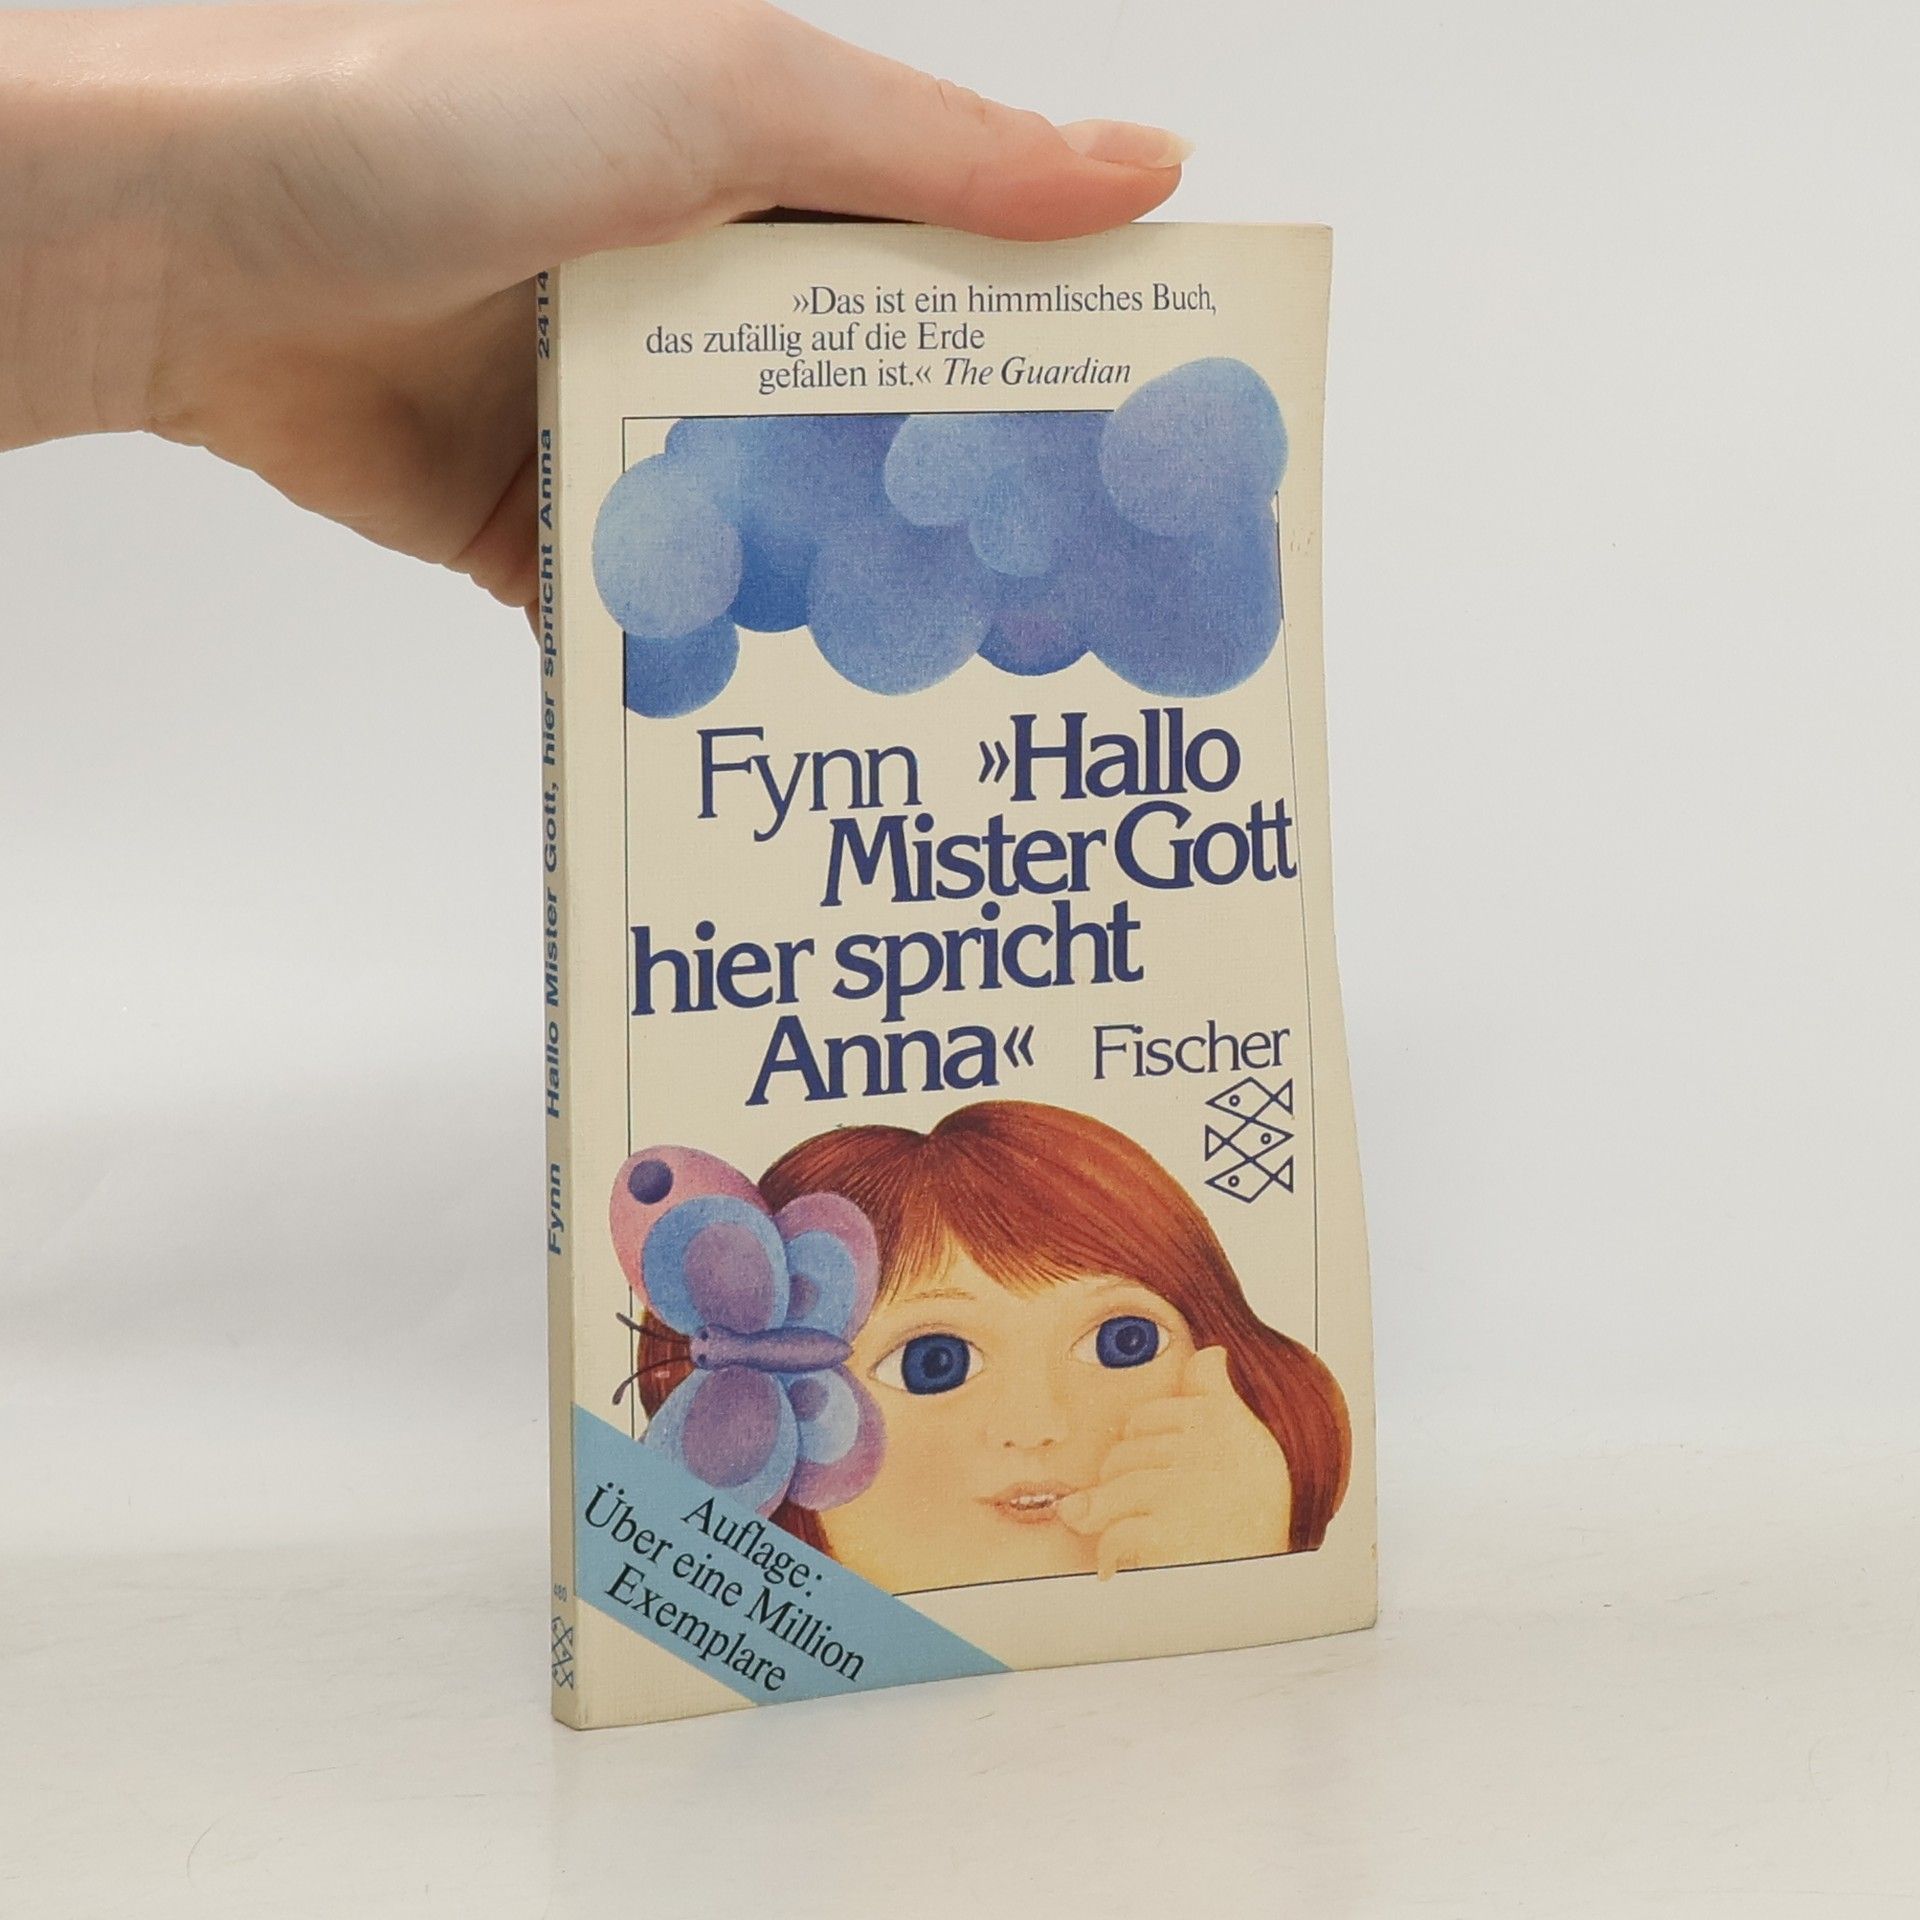 »Das ist ein himmlisches Buch,
das zufällig auf die Erde
gefallen ist.« The Guardian
Fynn »Hallo
Mister Gott
hier spricht
Anna« Fischer
Auflage:
Über eine Million
Exemplare
Fynn Hallo Mister Gott, hier spricht Anna 2414
480